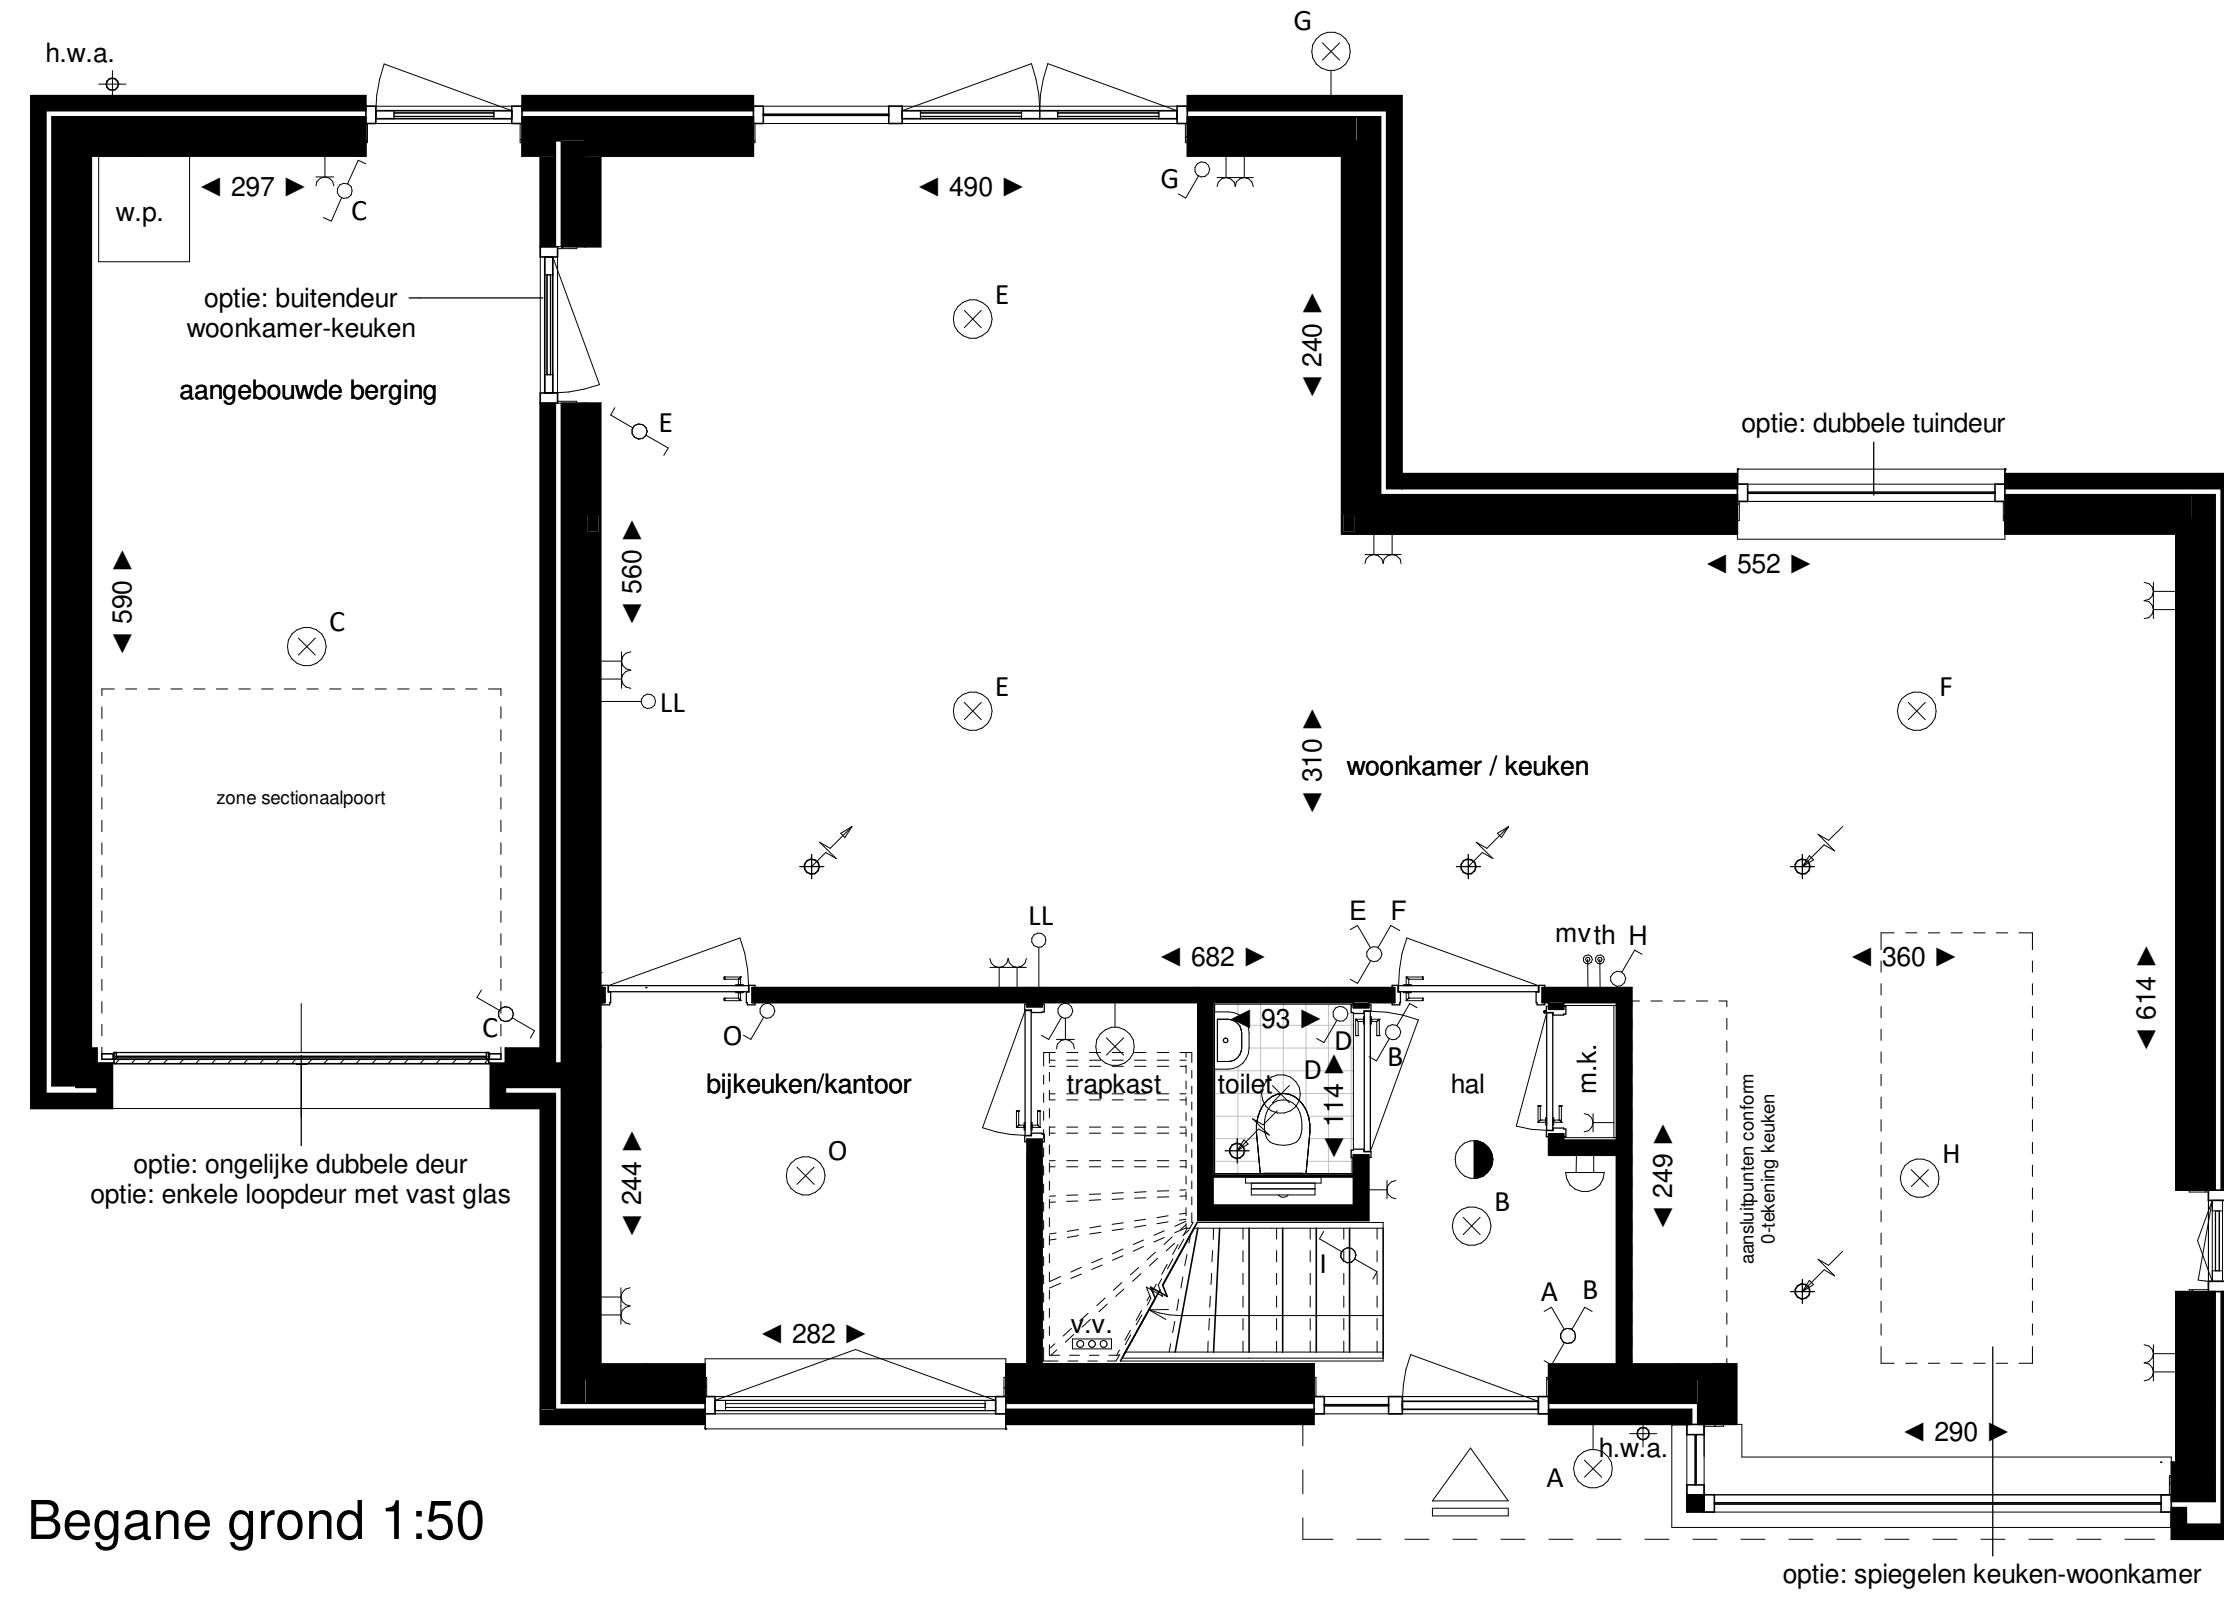 G
h.w.a.
297
C
w.p.
490
G
optie: buitendeur
woonkamer-keuken
E
240
aangebouwde berging
E
optie: dubbele tuindeur
560
552
590
C
LL
E
F
310
woonkamer / keuken
zone sectionaalpoort
LL
E F
682
mv th H
360
614
C
O
93
D
B
bijkeuken/kantoor
trapkast
toilet
D
114
hal
m.k.
aansluitpunten conform
0-tekening keuken
optie: ongelijke dubbele deur
optie: enkele loopdeur met vast glas
244
O
249
H
B
I
A B
v.v.
282
290
h.w.a.
A
Begane grond 1:50
optie: spiegelen keuken-woonkamer